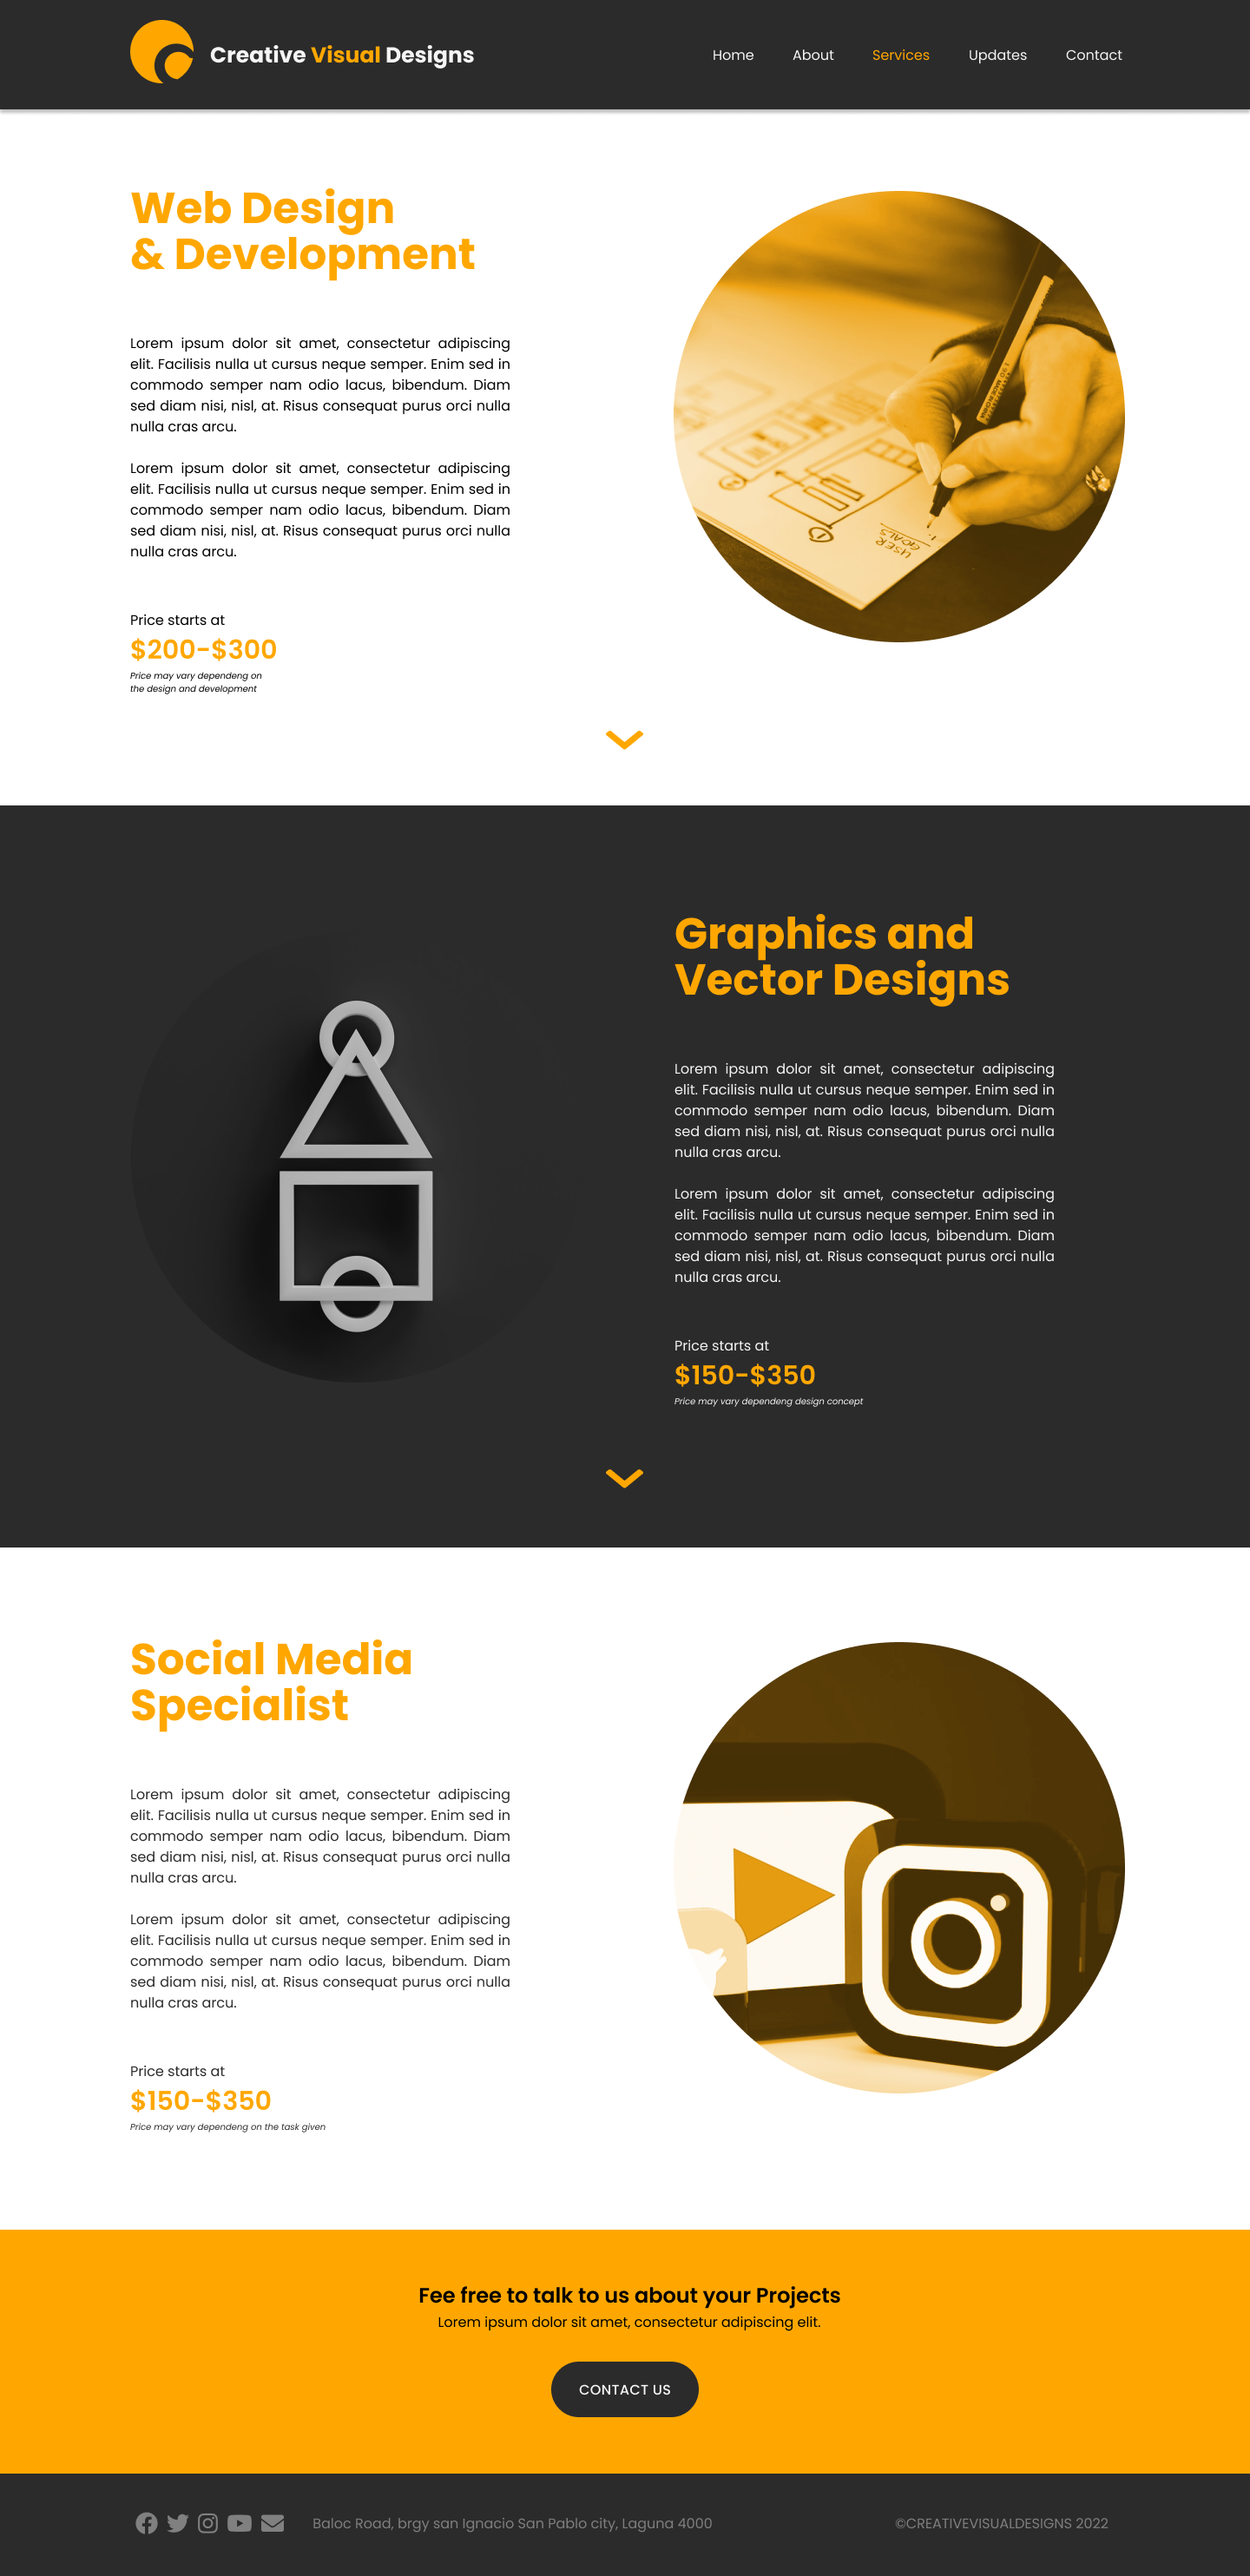 Creative Visual Designs
Home About Services Updates Contact
Web Design
& Development
Lorem ipsum dolor sit amet, consectetur adipiscing
elit. Facilisis nulla ut cursus neque semper. Enim sed in
commodo semper nam odio lacus, bibendum. Diam
sed diam nisi, nisl, at. Risus consequat purus orci nulla
nulla cras arcu.
Lorem ipsum dolor sit amet, consectetur adipiscing
elit. Facilisis nulla ut cursus neque semper. Enim sed in
commodo semper nam odio lacus, bibendum. Diam
sed diam nisi, nisl, at. Risus consequat purus orci nulla
nulla cras arcu.
Price starts at
$200-$300
Price may vary dependeng on
the design and development
USER
GOALS
1.
Graphics and
Vector Designs
Lorem ipsum dolor sit amet, consectetur adipiscing
elit. Facilisis nulla ut cursus neque semper. Enim sed in
commodo semper nam odio lacus, bibendum. Diam
sed diam nisi, nisl, at. Risus consequat purus orci nulla
nulla cras arcu.
Lorem ipsum dolor sit amet, consectetur adipiscing
elit. Facilisis nulla ut cursus neque semper. Enim sed in
commodo semper nam odio lacus, bibendum. Diam
sed diam nisi, nisl, at. Risus consequat purus orci nulla
nulla cras arcu.
Price starts at
$150-$350
Price may vary dependeng design concept
Social Media
Specialist
Lorem ipsum dolor sit amet, consectetur adipiscing
elit. Facilisis nulla ut cursus neque semper. Enim sed in
commodo semper nam odio lacus, bibendum. Diam
sed diam nisi, nisl, at. Risus consequat purus orci nulla
nulla cras arcu.
Lorem ipsum dolor sit amet, consectetur adipiscing
elit. Facilisis nulla ut cursus neque semper. Enim sed in
commodo semper nam odio lacus, bibendum. Diam
sed diam nisi, nisl, at. Risus consequat purus orci nulla
nulla cras arcu.
Price starts at
$150-$350
Price may vary dependeng on the task given
Fee free to talk to us about your Projects
Lorem ipsum dolor sit amet, consectetur adipiscing elit.
CONTACT US
Baloc Road, brgy san Ignacio San Pablo city, Laguna 4000
©CREATIVEVISUALDESIGNS 2022